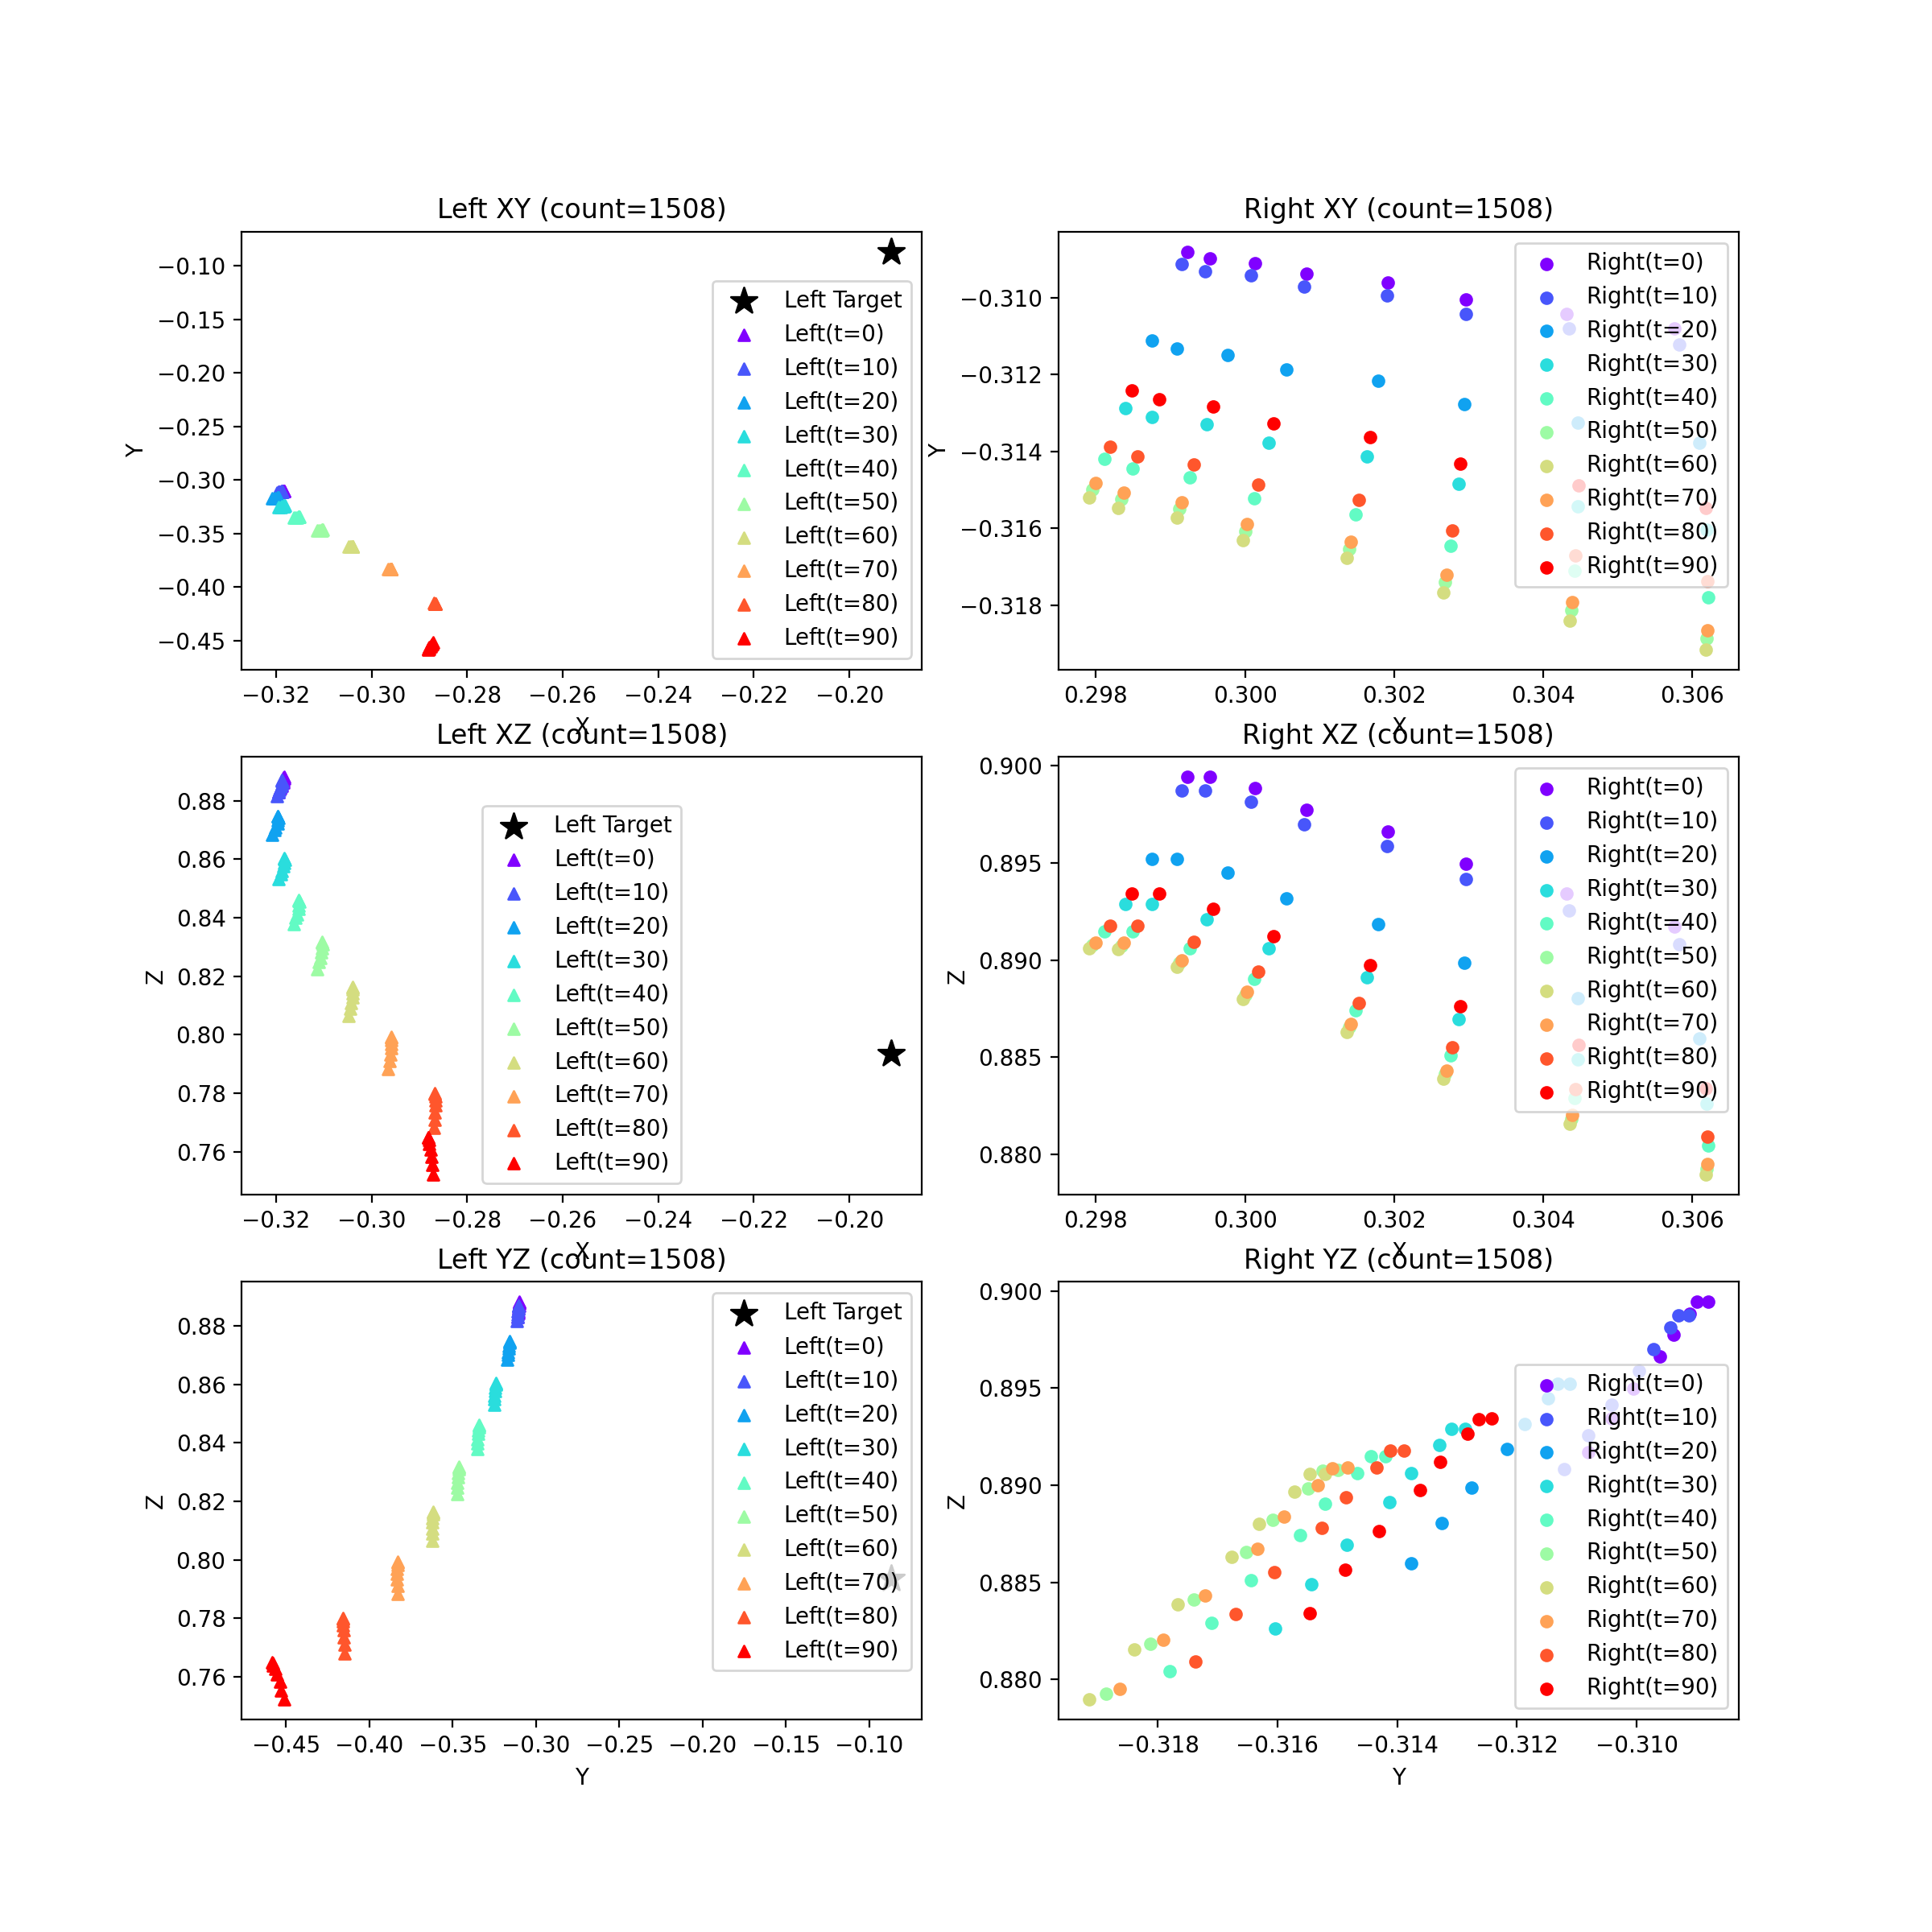 Left XY (count=1508)
−0.10
−0.15
−0.20
−0.25
−0.30
−0.35
−0.40
−0.45
Y
Left Target
Left(t=0)
Left(t=10)
Left(t=20)
Left(t=30)
Left(t=40)
Left(t=50)
Left(t=60)
Left(t=70)
Left(t=80)
Left(t=90)
−0.32 −0.30 −0.28 −0.26 −0.24 −0.22 −0.20
X
Right XY (count=1508)
−0.310
−0.312
−0.314
−0.316
−0.318
Y
Right(t=0)
Right(t=10)
Right(t=20)
Right(t=30)
Right(t=40)
Right(t=50)
Right(t=60)
Right(t=70)
Right(t=80)
Right(t=90)
0.298 0.300 0.302 0.304 0.306
X
Left XZ (count=1508)
0.88
0.86
0.84
0.82
0.80
0.78
0.76
Z
Left Target
Left(t=0)
Left(t=10)
Left(t=20)
Left(t=30)
Left(t=40)
Left(t=50)
Left(t=60)
Left(t=70)
Left(t=80)
Left(t=90)
−0.32 −0.30 −0.28 −0.26 −0.24 −0.22 −0.20
X
Right XZ (count=1508)
0.900
0.895
0.890
0.885
0.880
Z
Right(t=0)
Right(t=10)
Right(t=20)
Right(t=30)
Right(t=40)
Right(t=50)
Right(t=60)
Right(t=70)
Right(t=80)
Right(t=90)
0.298 0.300 0.302 0.304 0.306
X
Left YZ (count=1508)
0.88
0.86
0.84
0.82
0.80
0.78
0.76
Z
Left Target
Left(t=0)
Left(t=10)
Left(t=20)
Left(t=30)
Left(t=40)
Left(t=50)
Left(t=60)
Left(t=70)
Left(t=80)
Left(t=90)
−0.45 −0.40 −0.35 −0.30 −0.25 −0.20 −0.15 −0.10
Y
Right YZ (count=1508)
0.900
0.895
0.890
0.885
0.880
Z
Right(t=0)
Right(t=10)
Right(t=20)
Right(t=30)
Right(t=40)
Right(t=50)
Right(t=60)
Right(t=70)
Right(t=80)
Right(t=90)
−0.318 −0.316 −0.314 −0.312 −0.310
Y